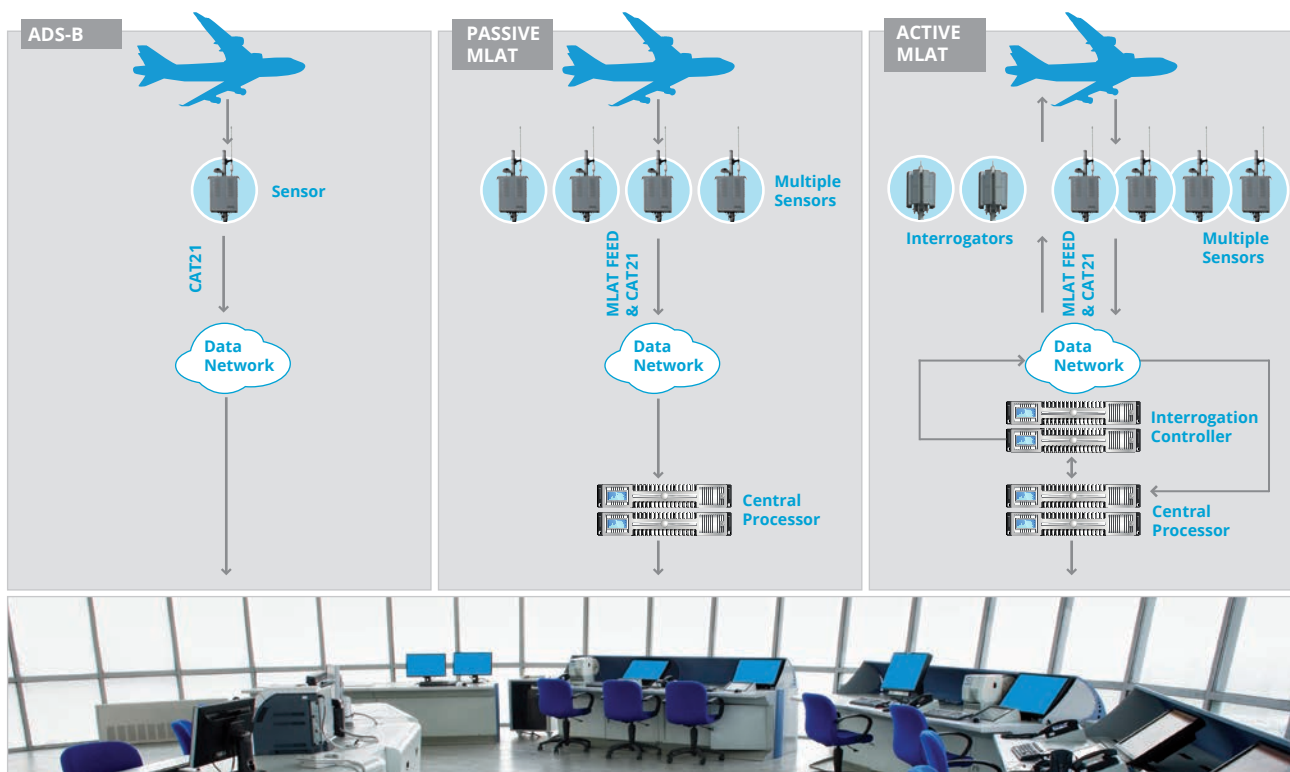 ADS-B
Sensor
CAT21
Data
Network
PASSIVE
MLAT
Multiple
Sensors
MLAT FEED
& CAT21
Data
Network
Central
Processor
ACTIVE
MLAT
Interrogators
Multiple
Sensors
MLAT FEED
& CAT21
Data
Network
Interrogation
Controller
Central
Processor